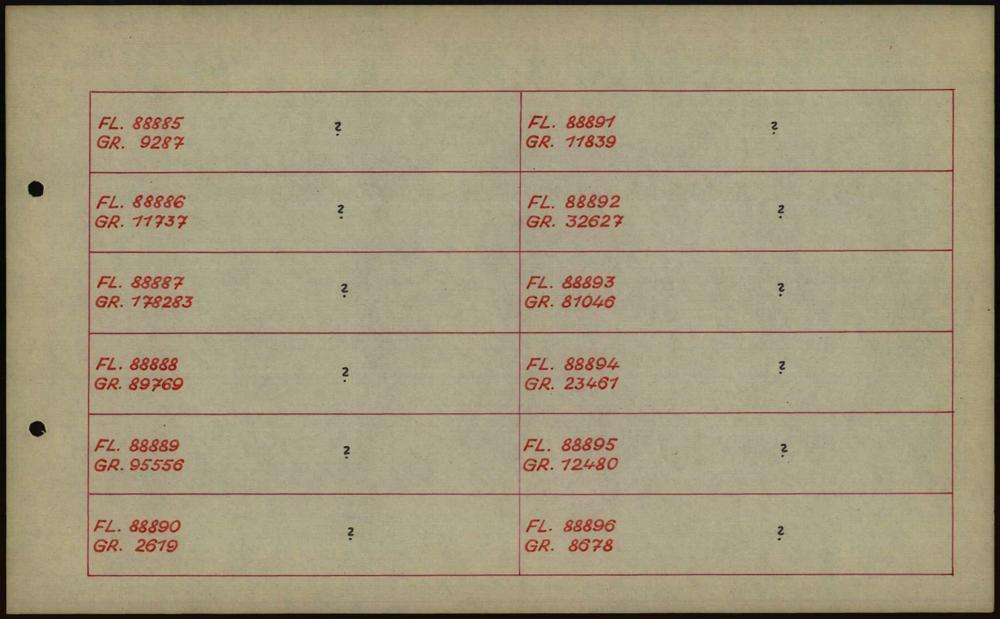 FL. 88885 ?
GR. 9287
FL. 88886 ?
GR. 11737
FL. 88887 ?
GR. 178283
FL. 88888 ?
GR. 89769
FL. 88889 ?
GR. 95556
FL. 88890 ?
GR. 2619
FL. 88891 ?
GR. 11839
FL. 88892 ?
GR. 32627
FL. 88893 ?
GR. 81046
FL. 88894 ?
GR. 23461
FL. 88895 ?
GR. 12480
FL. 88896 ?
GR. 8678